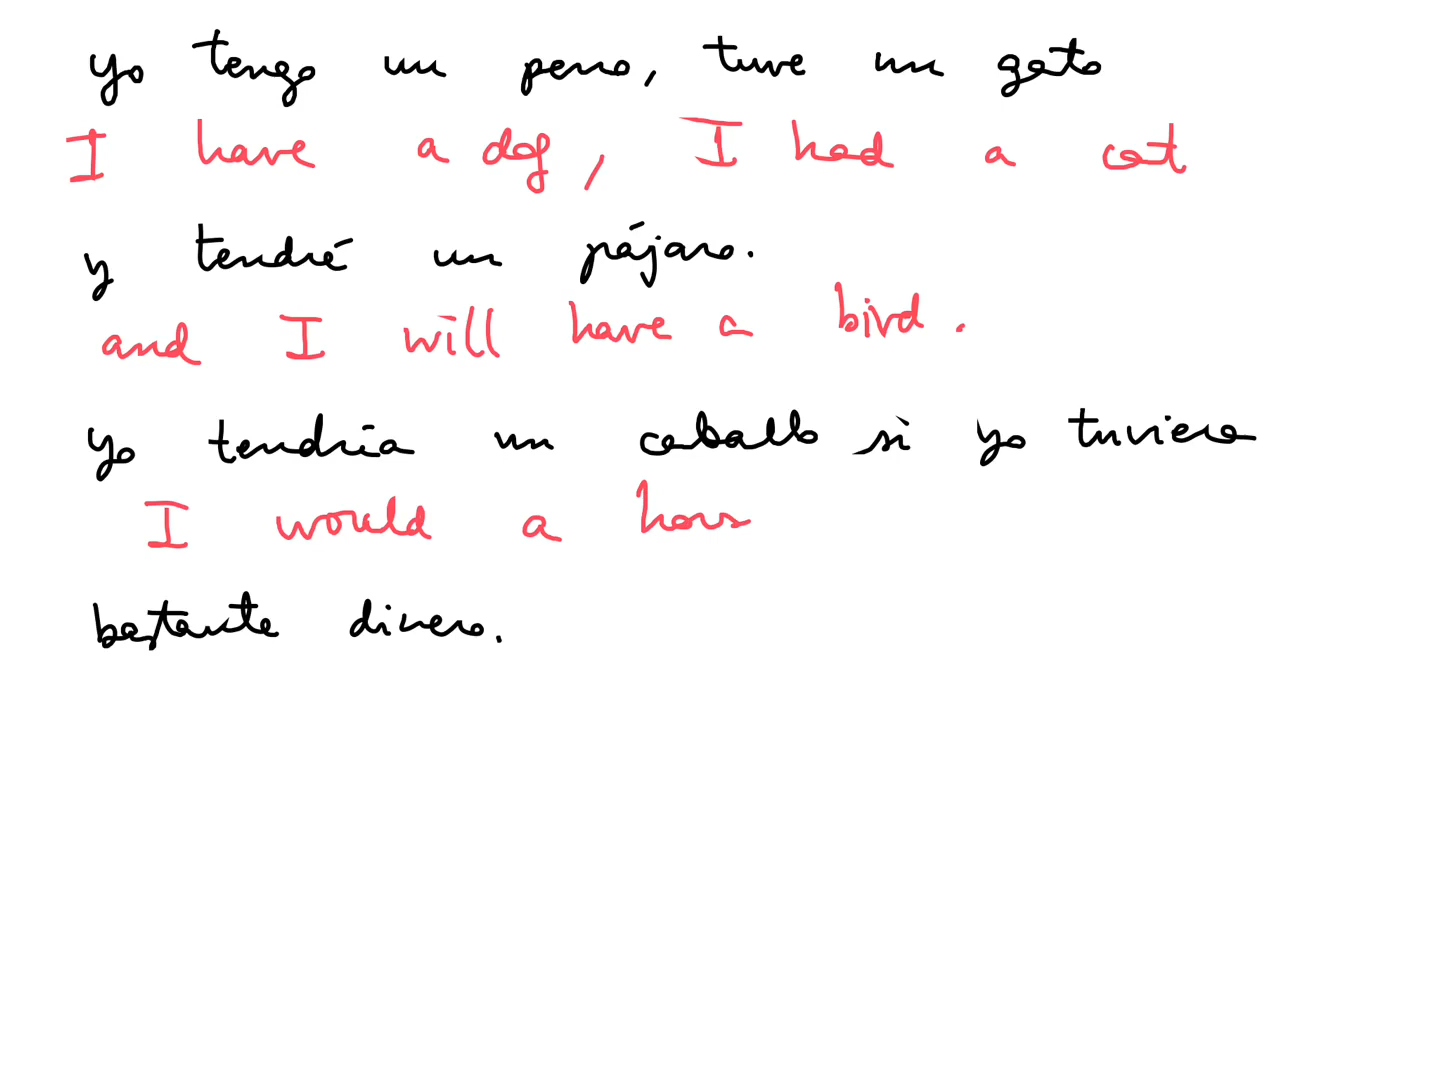 yo tengo un perro, tuve un gato
I have a dog, I had a cat
y tendré un pájaro.
and I will have a bird.
yo tendría un caballo si yo tuviera
I would a hors
bastante dinero.